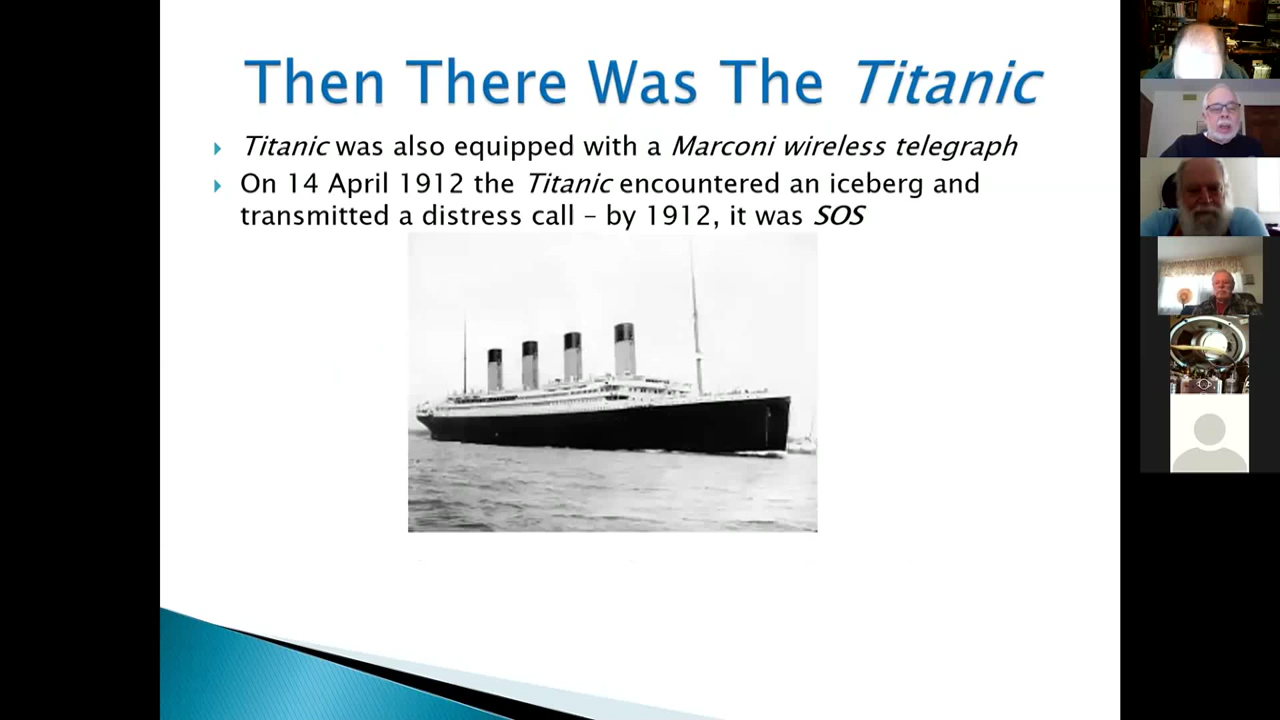 Then There Was The Titanic
Titanic was also equipped with a Marconi wireless telegraph
On 14 April 1912 the Titanic encountered an iceberg and
transmitted a distress call – by 1912, it was SOS